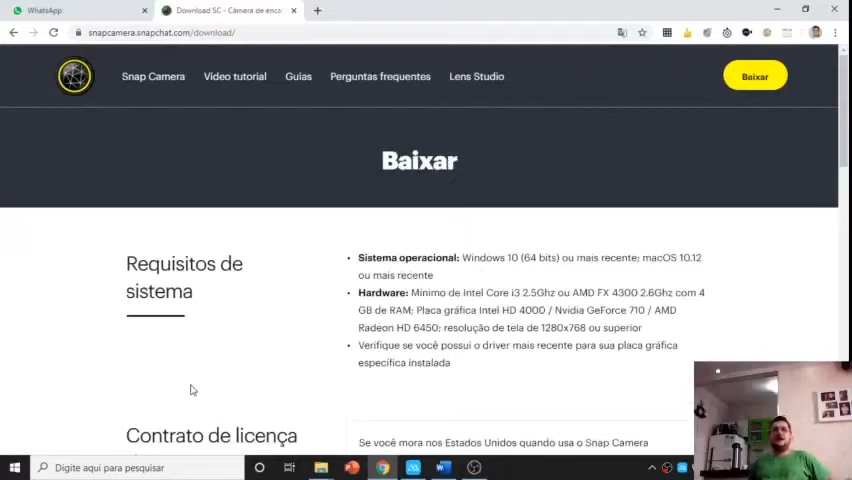 WhatsApp
Download SC - Câmera de enca
snapcamera.snapchat.com/download/
Snap Camera Video tutorial Guias Perguntas frequentes Lens Studio Baixar
Baixar
Requisitos de
sistema
• Sistema operacional: Windows 10 (64 bits) ou mais recente; macOS 10.12
ou mais recente
• Hardware: Mínimo de Intel Core i3 2.5Ghz ou AMD FX 4300 2.6Ghz com 4
GB de RAM; Placa gráfica Intel HD 4000 / Nvidia GeForce 710 / AMD
Radeon HD 6450; resolução de tela de 1280x768 ou superior
• Verifique se você possui o driver mais recente para sua placa gráfica
específica instalada
Contrato de licença
Se você mora nos Estados Unidos quando usa o Snap Camera
Digite aqui para pesquisar